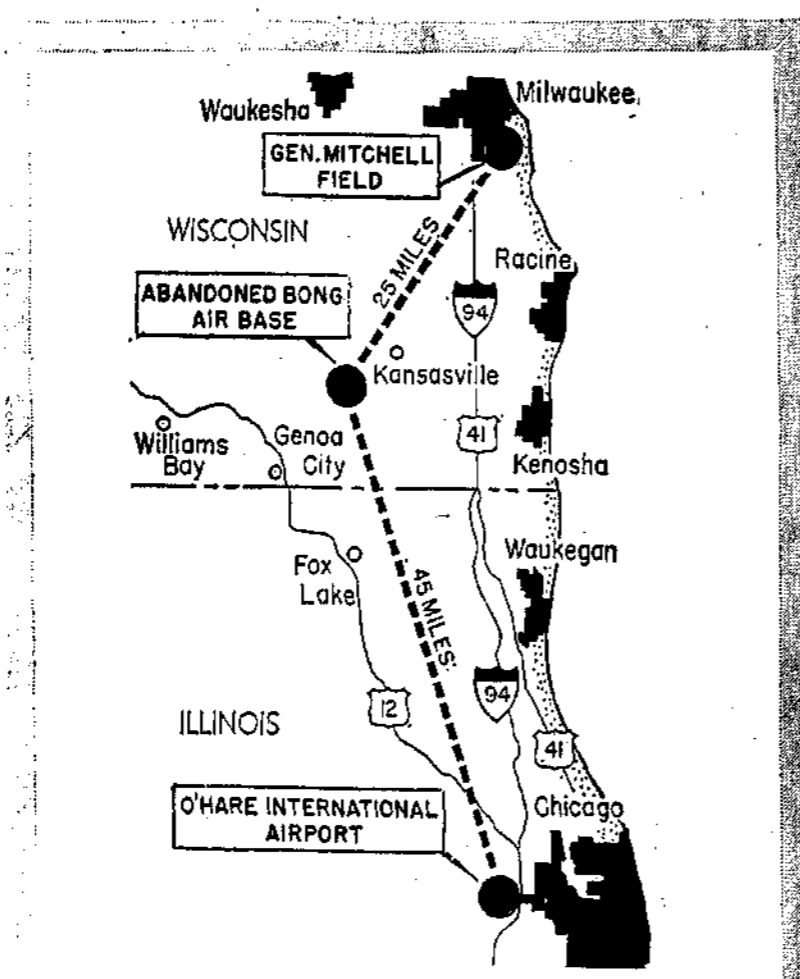 Waukesha
Milwaukee
GEN. MITCHELL
FIELD
WISCONSIN
25 MILES
Racine
ABANDONED BONG
AIR BASE
94
Kansasville
41
Williams
Bay
Genoa
City
Kenosha
Waukegan
Fox
Lake
45 MILES
94
12
ILLINOIS
41
O'HARE INTERNATIONAL
AIRPORT
Chicago